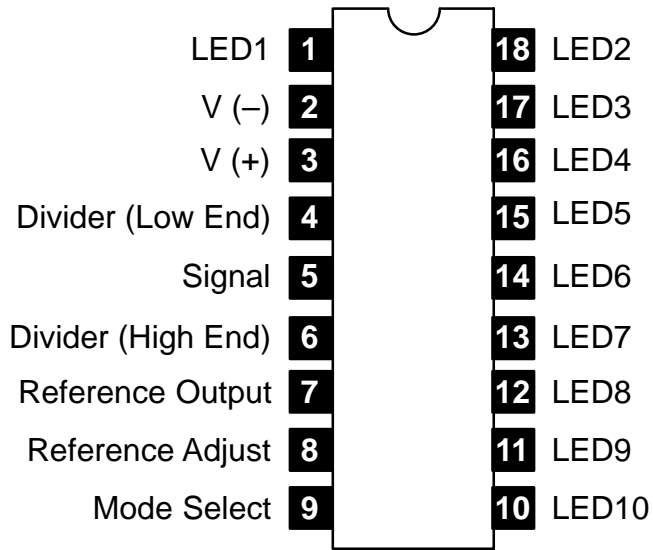 LED1 1 18 LED2
V (–) 2 17 LED3
V (+) 3 16 LED4
Divider (Low End) 4 15 LED5
Signal 5 14 LED6
Divider (High End) 6 13 LED7
Reference Output 7 12 LED8
Reference Adjust 8 11 LED9
Mode Select 9 10 LED10